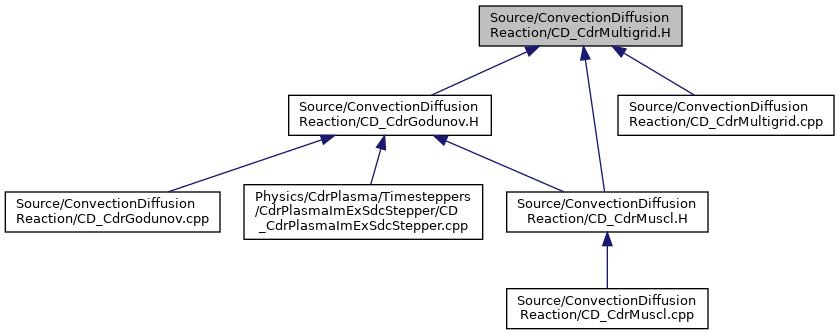 Source/ConvectionDiffusion
Reaction/CD_CdrMultigrid.H
Source/ConvectionDiffusion
Reaction/CD_CdrGodunov.H
Source/ConvectionDiffusion
Reaction/CD_CdrMultigrid.cpp
Source/ConvectionDiffusion
Reaction/CD_CdrGodunov.cpp
Physics/CdrPlasma/Timesteppers
/CdrPlasmaImExSdcStepper/CD
_CdrPlasmaImExSdcStepper.cpp
Source/ConvectionDiffusion
Reaction/CD_CdrMuscl.H
Source/ConvectionDiffusion
Reaction/CD_CdrMuscl.cpp